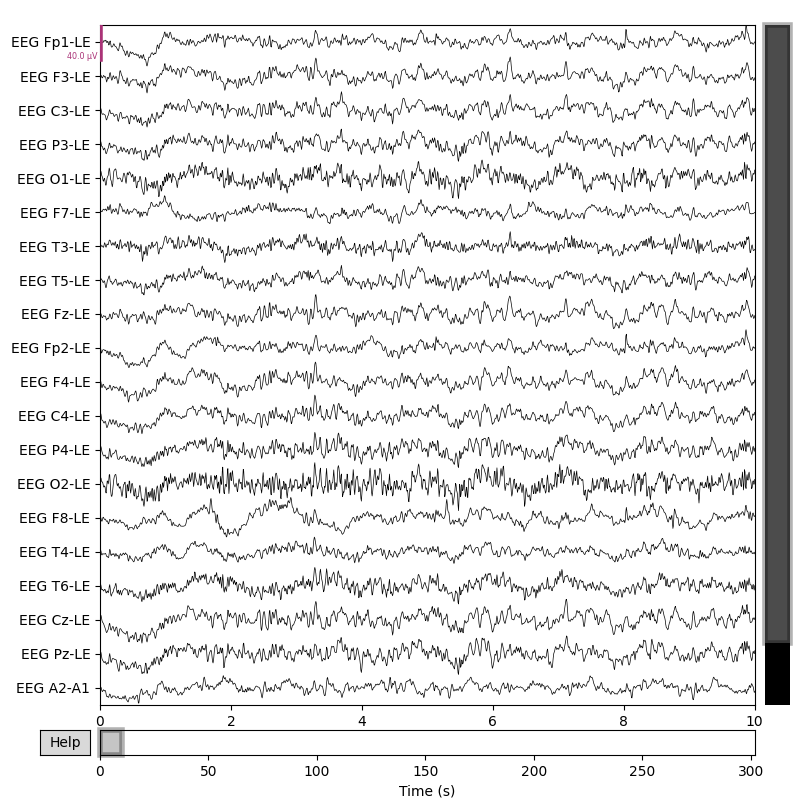 EEG Fp1-LE
40.0 µV
EEG F3-LE
EEG C3-LE
EEG P3-LE
EEG O1-LE
EEG F7-LE
EEG T3-LE
EEG T5-LE
EEG Fz-LE
EEG Fp2-LE
EEG F4-LE
EEG C4-LE
EEG P4-LE
EEG O2-LE
EEG F8-LE
EEG T4-LE
EEG T6-LE
EEG Cz-LE
EEG Pz-LE
EEG A2-A1
0 2 4 6 8 10
Help
0 50 100 150 200 250 300
Time (s)